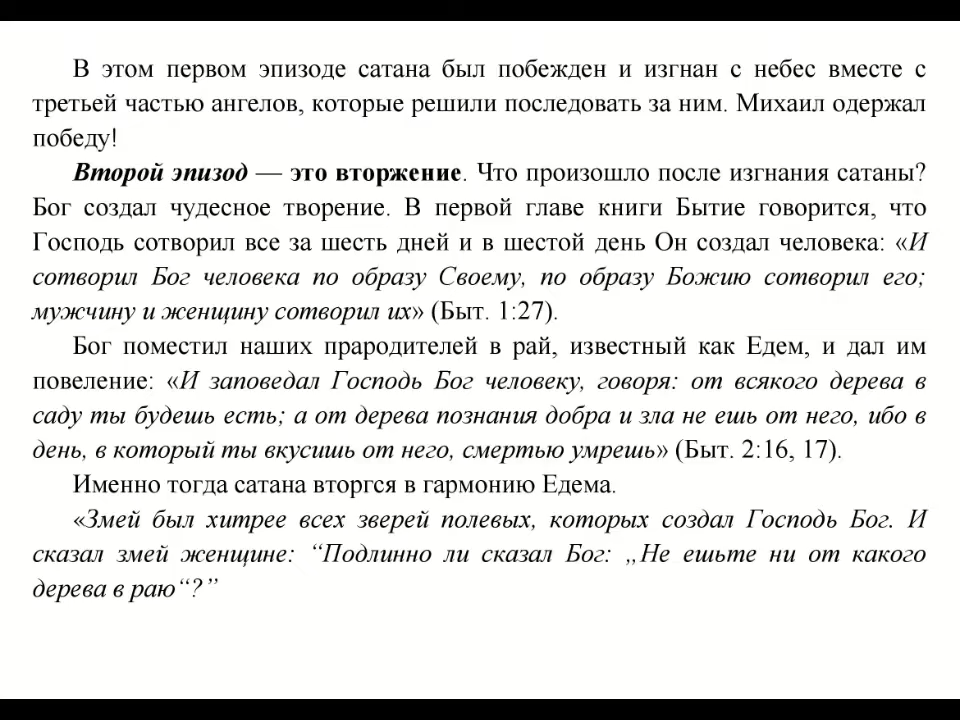 В этом первом эпизоде сатана был побежден и изгнан с небес вместе с
третьей частью ангелов, которые решили последовать за ним. Михаил одержал
победу!
Второй эпизод — это вторжение. Что произошло после изгнания сатаны?
Бог создал чудесное творение. В первой главе книги Бытие говорится, что
Господь сотворил все за шесть дней и в шестой день Он создал человека: «И
сотворил Бог человека по образу Своему, по образу Божию сотворил его;
мужчину и женщину сотворил их» (Быт. 1:27).
Бог поместил наших прародителей в рай, известный как Едем, и дал им
повеление: «И заповедал Господь Бог человеку, говоря: от всякого дерева в
саду ты будешь есть; а от дерева познания добра и зла не ешь от него, ибо в
день, в который ты вкусишь от него, смертью умрешь» (Быт. 2:16, 17).
Именно тогда сатана вторгся в гармонию Едема.
«Змей был хитрее всех зверей полевых, которых создал Господь Бог. И
сказал змей женщине: “Подлинно ли сказал Бог: „Не ешьте ни от какого
дерева в раю“?”